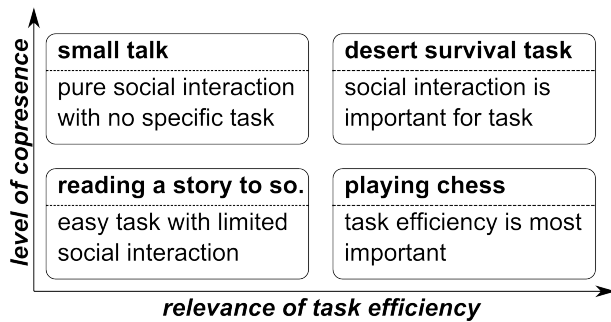 level of copresence
small talk
pure social interaction
with no specific task
desert survival task
social interaction is
important for task
reading a story to so.
easy task with limited
social interaction
playing chess
task efficiency is most
important
relevance of task efficiency